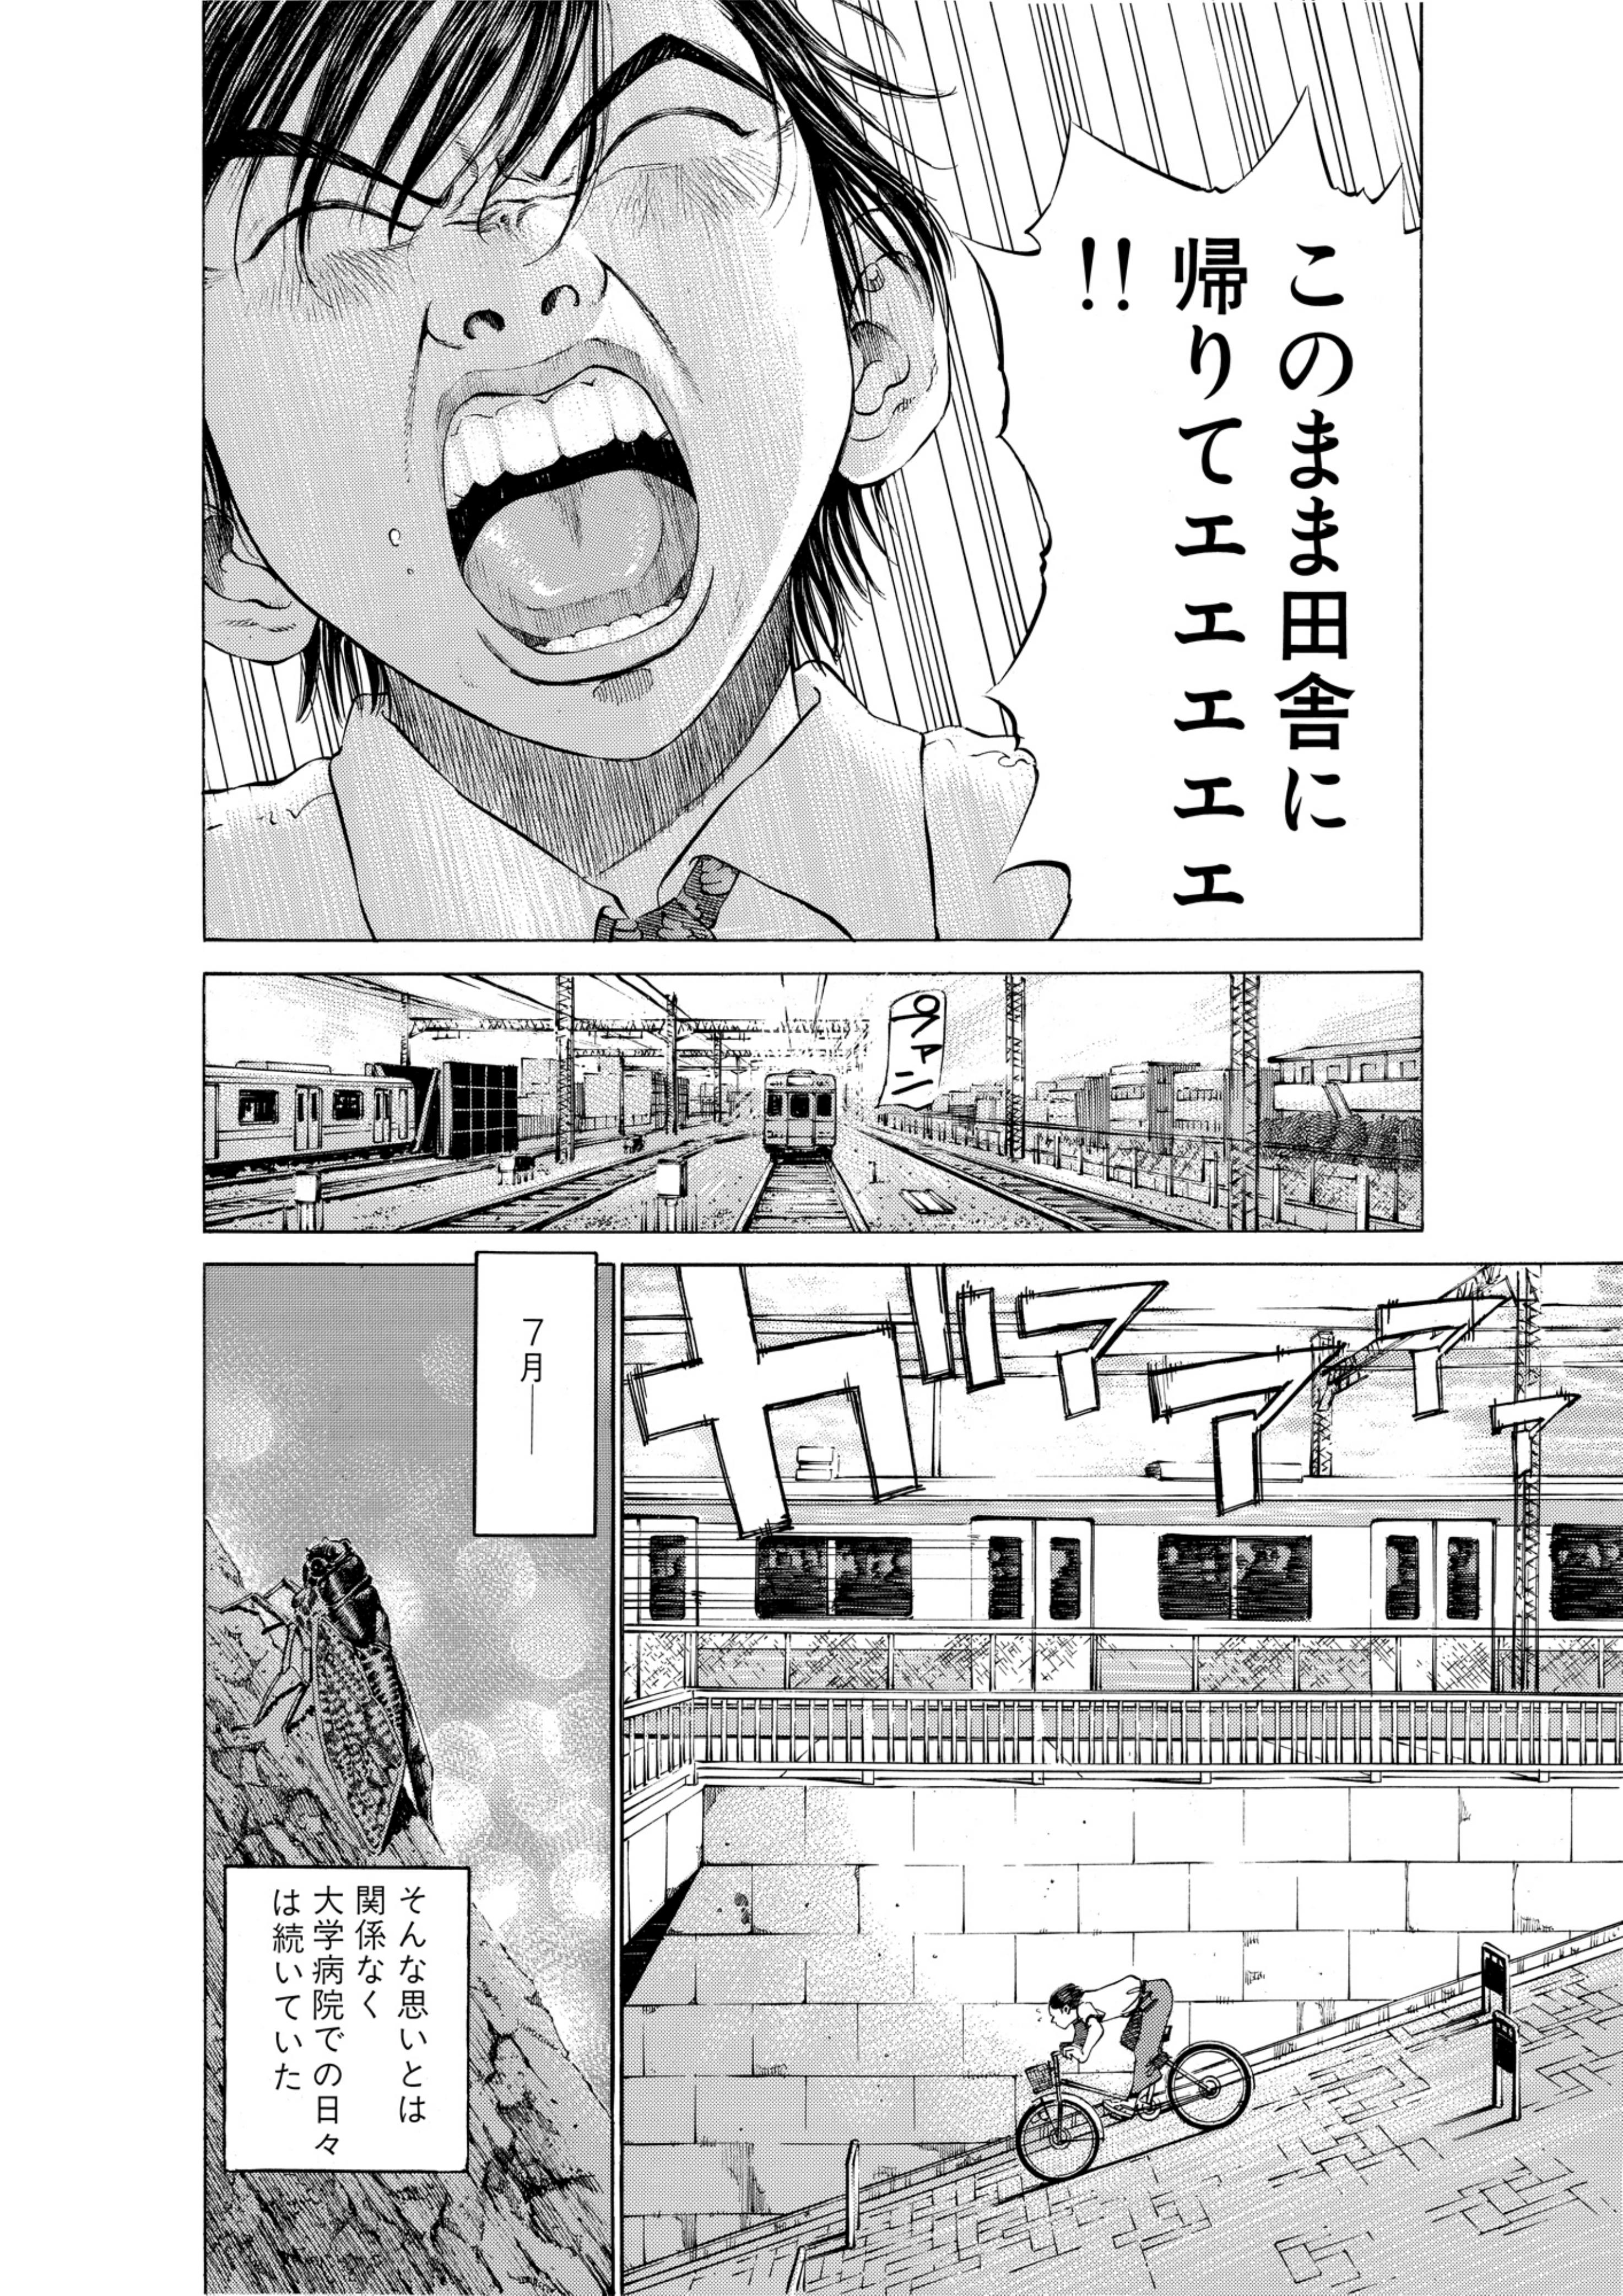 このまま田舎に
帰りてエエエエエ
!!
ファン
ガアアアアア
7月――
そんな思いとは
関係なく
大学病院での日々
は続いていた